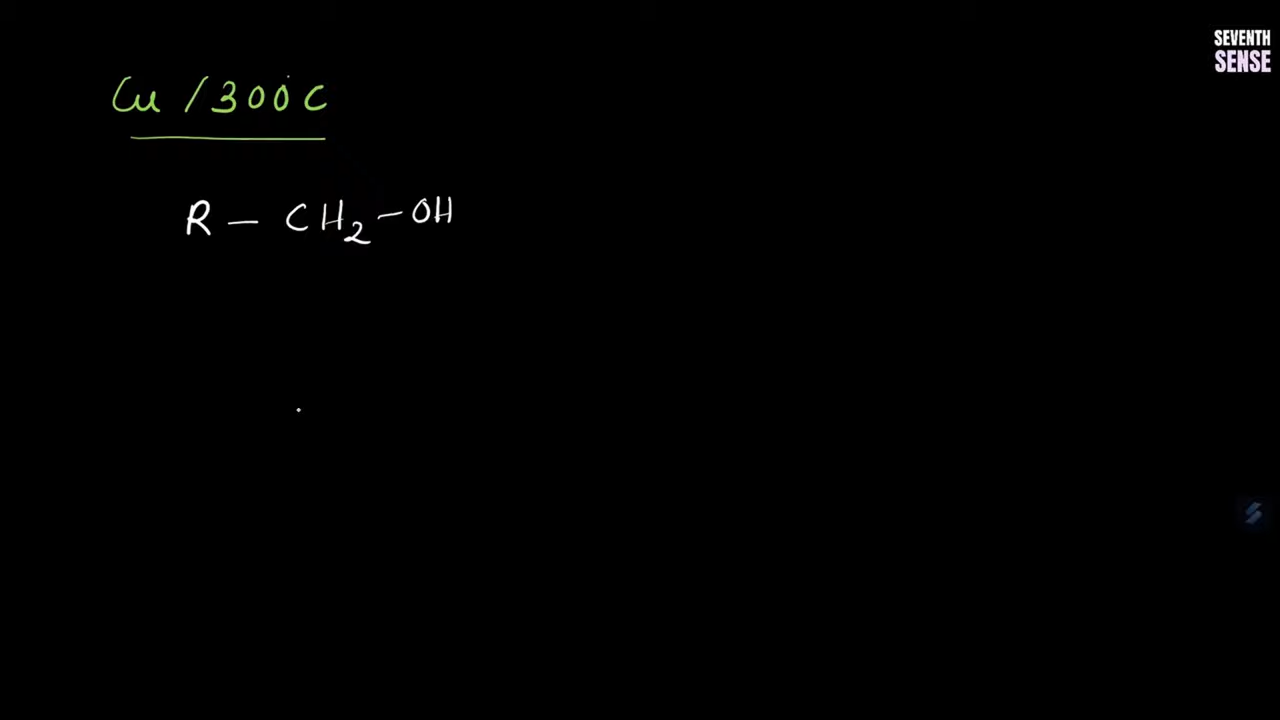 SEVENTH
SENSE
Cu / 300°C
R — CH₂ — OH